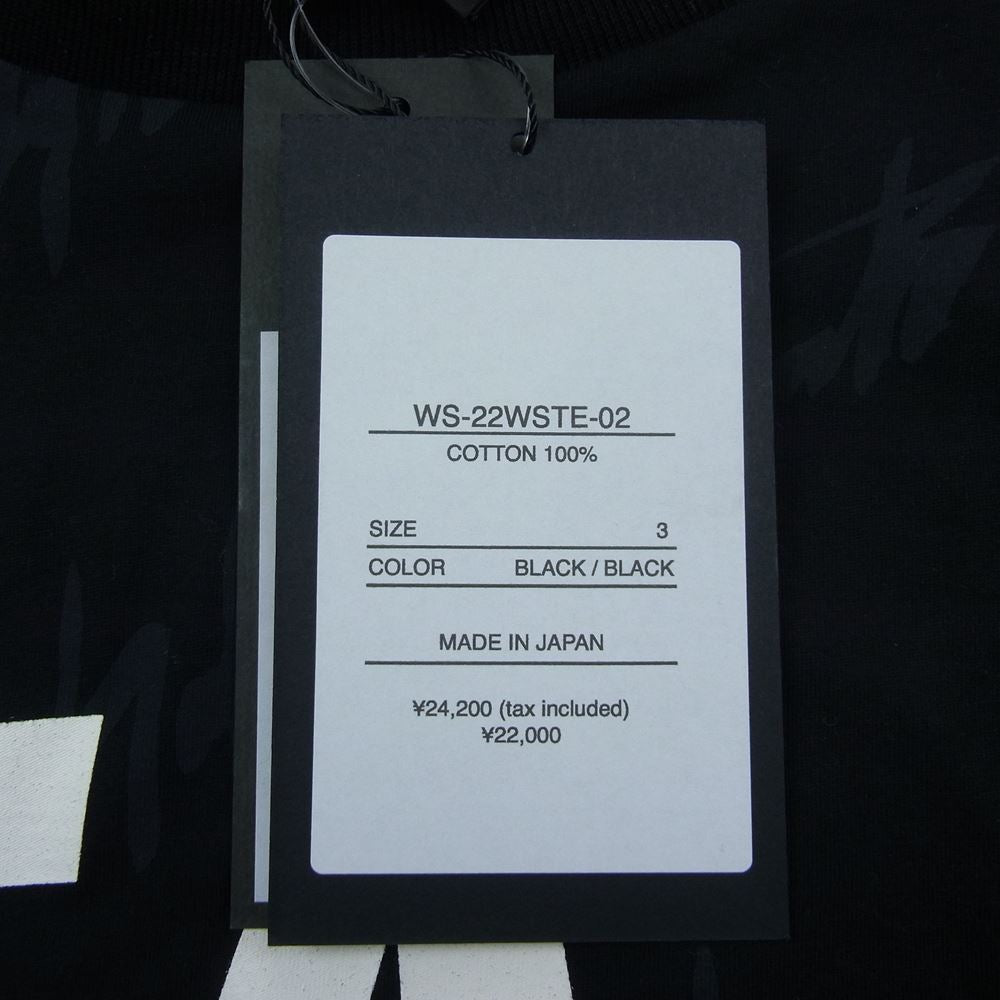 WS-22WSTE-02
COTTON 100%
SIZE 3
COLOR BLACK / BLACK
MADE IN JAPAN
¥24,200 (tax included)
¥22,000